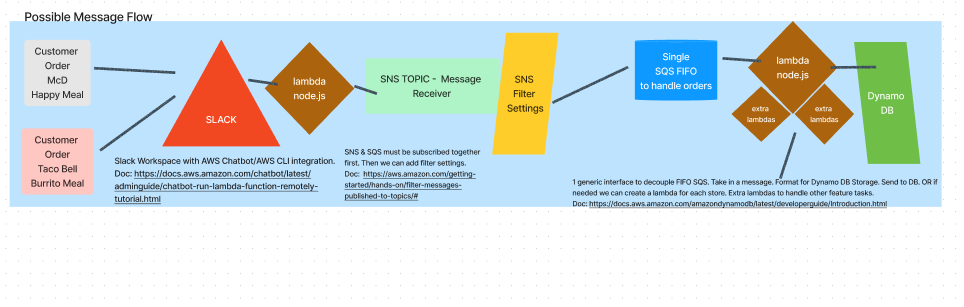 Possible Message Flow
Customer
Order
McD
Happy Meal
Customer
Order
Taco Bell
Burrito Meal
SLACK
lambda
node.js
SNS TOPIC - Message
Receiver
SNS
Filter
Settings
Single
SQS FIFO
to handle orders
lambda
node.js
extra
lambdas
extra
lambdas
Dynamo
DB
Slack Workspace with AWS Chatbot/AWS CLI integration.
Doc: https://docs.aws.amazon.com/chatbot/latest/
adminguide/chatbot-run-lambda-function-remotely-
tutorial.html
SNS & SQS must be subscribed together
first. Then we can add filter settings.
Doc: https://aws.amazon.com/getting-
started/hands-on/filter-messages-
published-to-topics/#
1 generic interface to decouple FIFO SQS. Take in a message. Format for Dynamo DB Storage. Send to DB. OR if
needed we can create a lambda for each store. Extra lambdas to handle other feature tasks.
Doc: https://docs.aws.amazon.com/amazondynamodb/latest/developerguide/Introduction.html